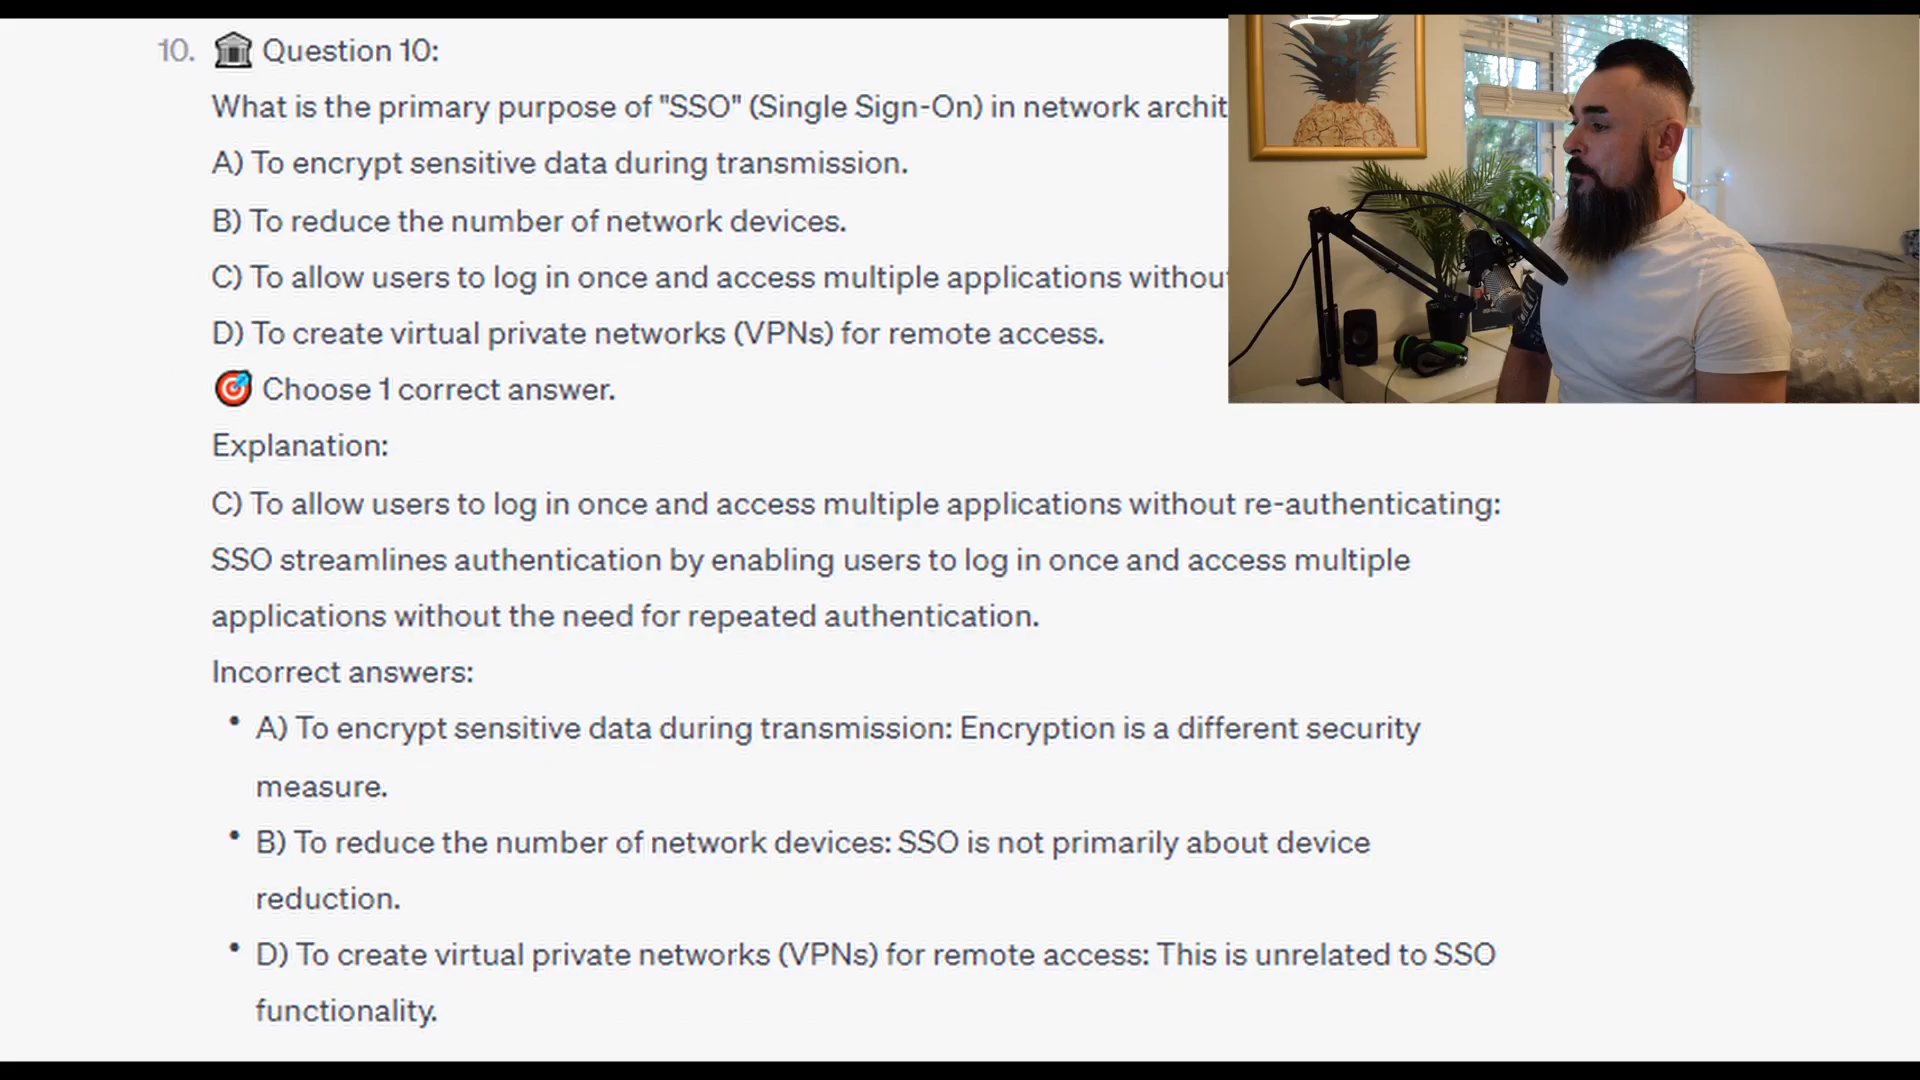 10. 🏛 Question 10:
What is the primary purpose of "SSO" (Single Sign-On) in network archit
A) To encrypt sensitive data during transmission.
B) To reduce the number of network devices.
C) To allow users to log in once and access multiple applications without
D) To create virtual private networks (VPNs) for remote access.
🎯 Choose 1 correct answer.
Explanation:
C) To allow users to log in once and access multiple applications without re-authenticating:
SSO streamlines authentication by enabling users to log in once and access multiple
applications without the need for repeated authentication.
Incorrect answers:
• A) To encrypt sensitive data during transmission: Encryption is a different security
measure.
• B) To reduce the number of network devices: SSO is not primarily about device
reduction.
• D) To create virtual private networks (VPNs) for remote access: This is unrelated to SSO
functionality.